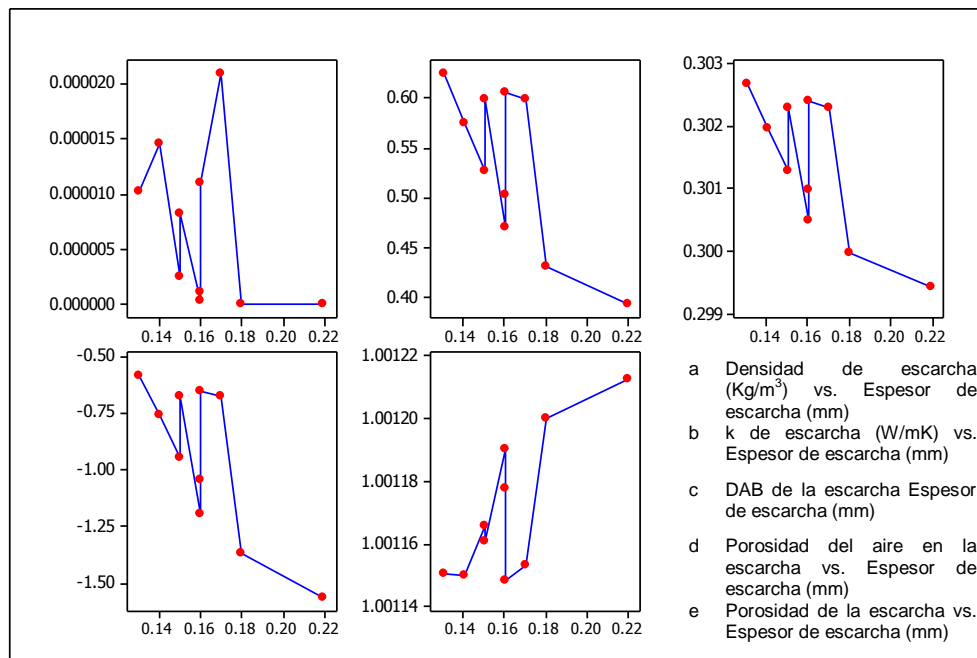 0.000020
0.000015
0.000010
0.000005
0.000000
0.14 0.16 0.18 0.20 0.22
0.60
0.55
0.50
0.45
0.40
0.14 0.16 0.18 0.20 0.22
0.303
0.302
0.301
0.300
0.299
0.14 0.16 0.18 0.20 0.22
-0.50
-0.75
-1.00
-1.25
-1.50
0.14 0.16 0.18 0.20 0.22
1.00122
1.00120
1.00118
1.00116
1.00114
0.14 0.16 0.18 0.20 0.22
a Densidad de escarcha
(Kg/m³) vs. Espesor de
escarcha (mm)
b k de escarcha (W/mK) vs.
Espesor de escarcha (mm)
c DAB de la escarcha Espesor
de escarcha (mm)
d Porosidad del aire en la
escarcha vs. Espesor de
escarcha (mm)
e Porosidad de la escarcha vs.
Espesor de escarcha (mm)